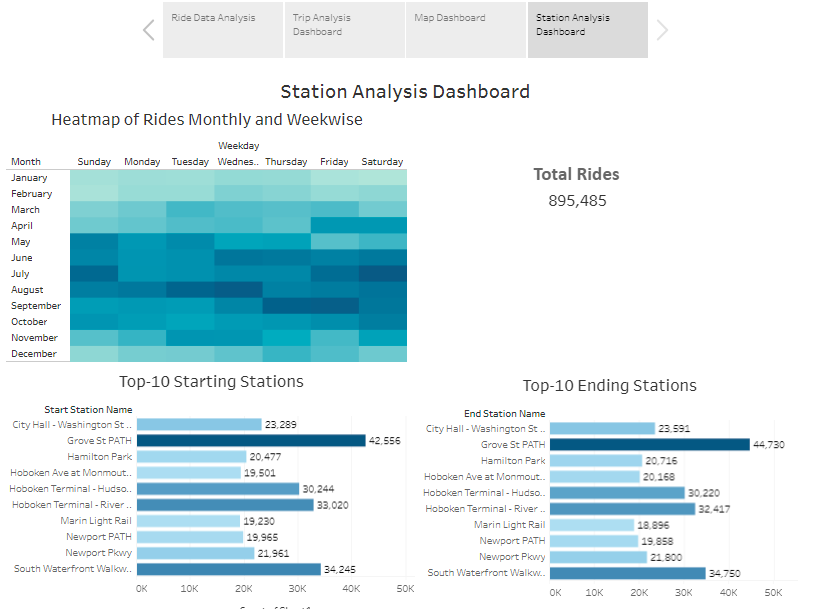 Ride Data Analysis
Trip Analysis
Dashboard
Map Dashboard
Station Analysis
Dashboard
Station Analysis Dashboard
Heatmap of Rides Monthly and Weekwise
Weekday
Month Sunday Monday Tuesday Wednes.. Thursday Friday Saturday
January
February
March
April
May
June
July
August
September
October
November
December
Total Rides
895,485
Top-10 Starting Stations
Start Station Name
City Hall - Washington St .. 23,289
Grove St PATH 42,556
Hamilton Park 20,477
Hoboken Ave at Monmout.. 19,501
Hoboken Terminal - Hudso.. 30,244
Hoboken Terminal - River .. 33,020
Marin Light Rail 19,230
Newport PATH 19,965
Newport Pkwy 21,961
South Waterfront Walkw.. 34,245
0K 10K 20K 30K 40K 50K
Top-10 Ending Stations
End Station Name
City Hall - Washington St .. 23,591
Grove St PATH 44,730
Hamilton Park 20,716
Hoboken Ave at Monmout.. 20,168
Hoboken Terminal - Hudso.. 30,220
Hoboken Terminal - River .. 32,417
Marin Light Rail 18,896
Newport PATH 19,858
Newport Pkwy 21,800
South Waterfront Walkw.. 34,750
0K 10K 20K 30K 40K 50K